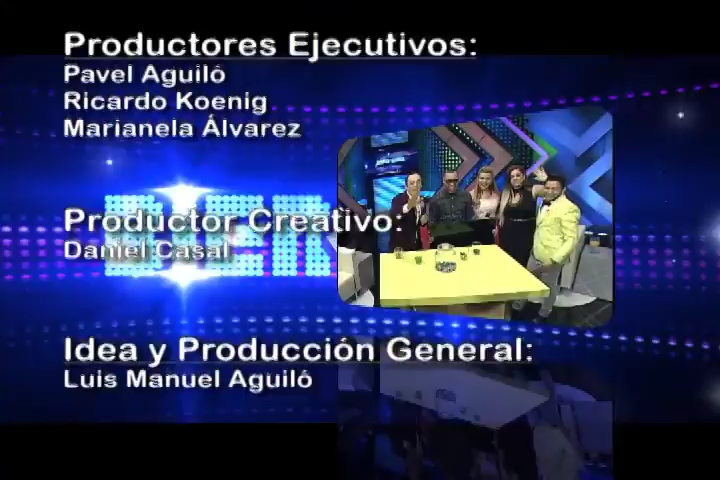 Productores Ejecutivos:
Pavel Aguiló
Ricardo Koenig
Marianela Álvarez
Productor Creativo:
Daniel Casal
Idea y Producción General:
Luis Manuel Aguiló